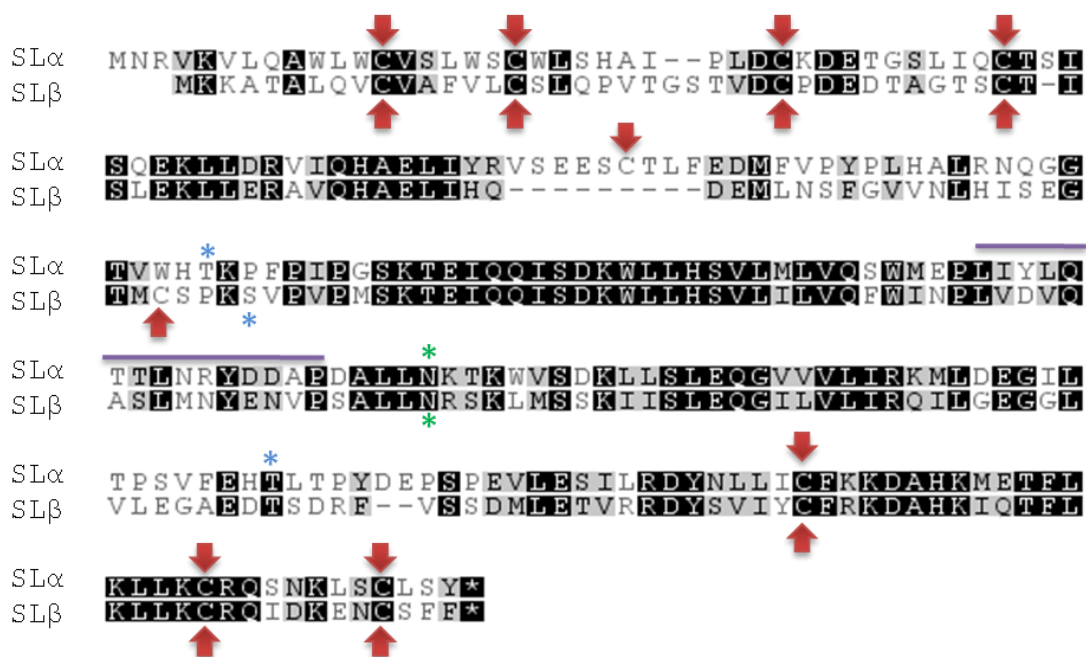 SLα MNRVKVLQAWLWCVSLWSCWLSHAI--PLDCKDETGSLIQCTSI
SLβ MKKATALQVCVAFVLCSLQPVTGSTVDCPDEDTAGTSCT-I
SLα SQEKLLDRVIQHAELIYRVSEESCTLFEDMFVPYPLHALRNQGG
SLβ SLEKLLERAVQHAELIHQ---------DEMLNSFGVVNLHISEG
*
SLα TVWHTKPFPIPGSKTEIQQISDKWLLHSVLMLVQSWMEPLIYLQ
SLβ TMCSPKSVPVPMSKTEIQQISDKWLLHSVLILVQFWINPLVDVQ
*
*
SLα TTLNRYDDAPDALLNKTKWVSDKLLSLEQGVVVLIRKMLDEGIL
SLβ ASLMNYENVPSALLNRSKLMSSKIISLEQGILVLIRQILGEGGL
*
*
SLα TPSVFEHTLTPYDEPSPEVLESILRDYNLLICFKKDAHKMETFL
SLβ VLEGAEDTSDRF--VSSDMLETVRRDYSVIYCFRKDAHKIQTFL
SLα KLLKCRQSNKLSCLSY*
SLβ KLLKCRQIDKENCSFF*